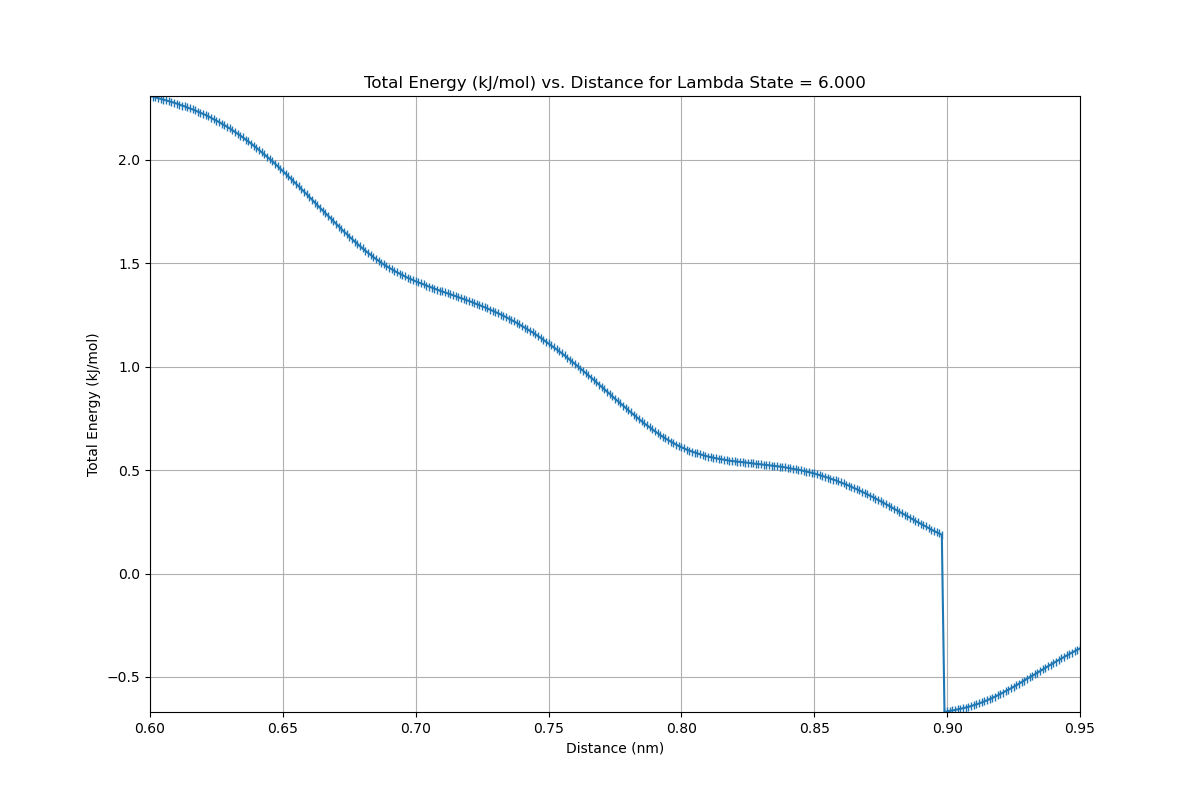 Total Energy (kJ/mol) vs. Distance for Lambda State = 6.000
2.0
1.5
1.0
0.5
0.0
−0.5
Total Energy (kJ/mol)
0.60 0.65 0.70 0.75 0.80 0.85 0.90 0.95
Distance (nm)